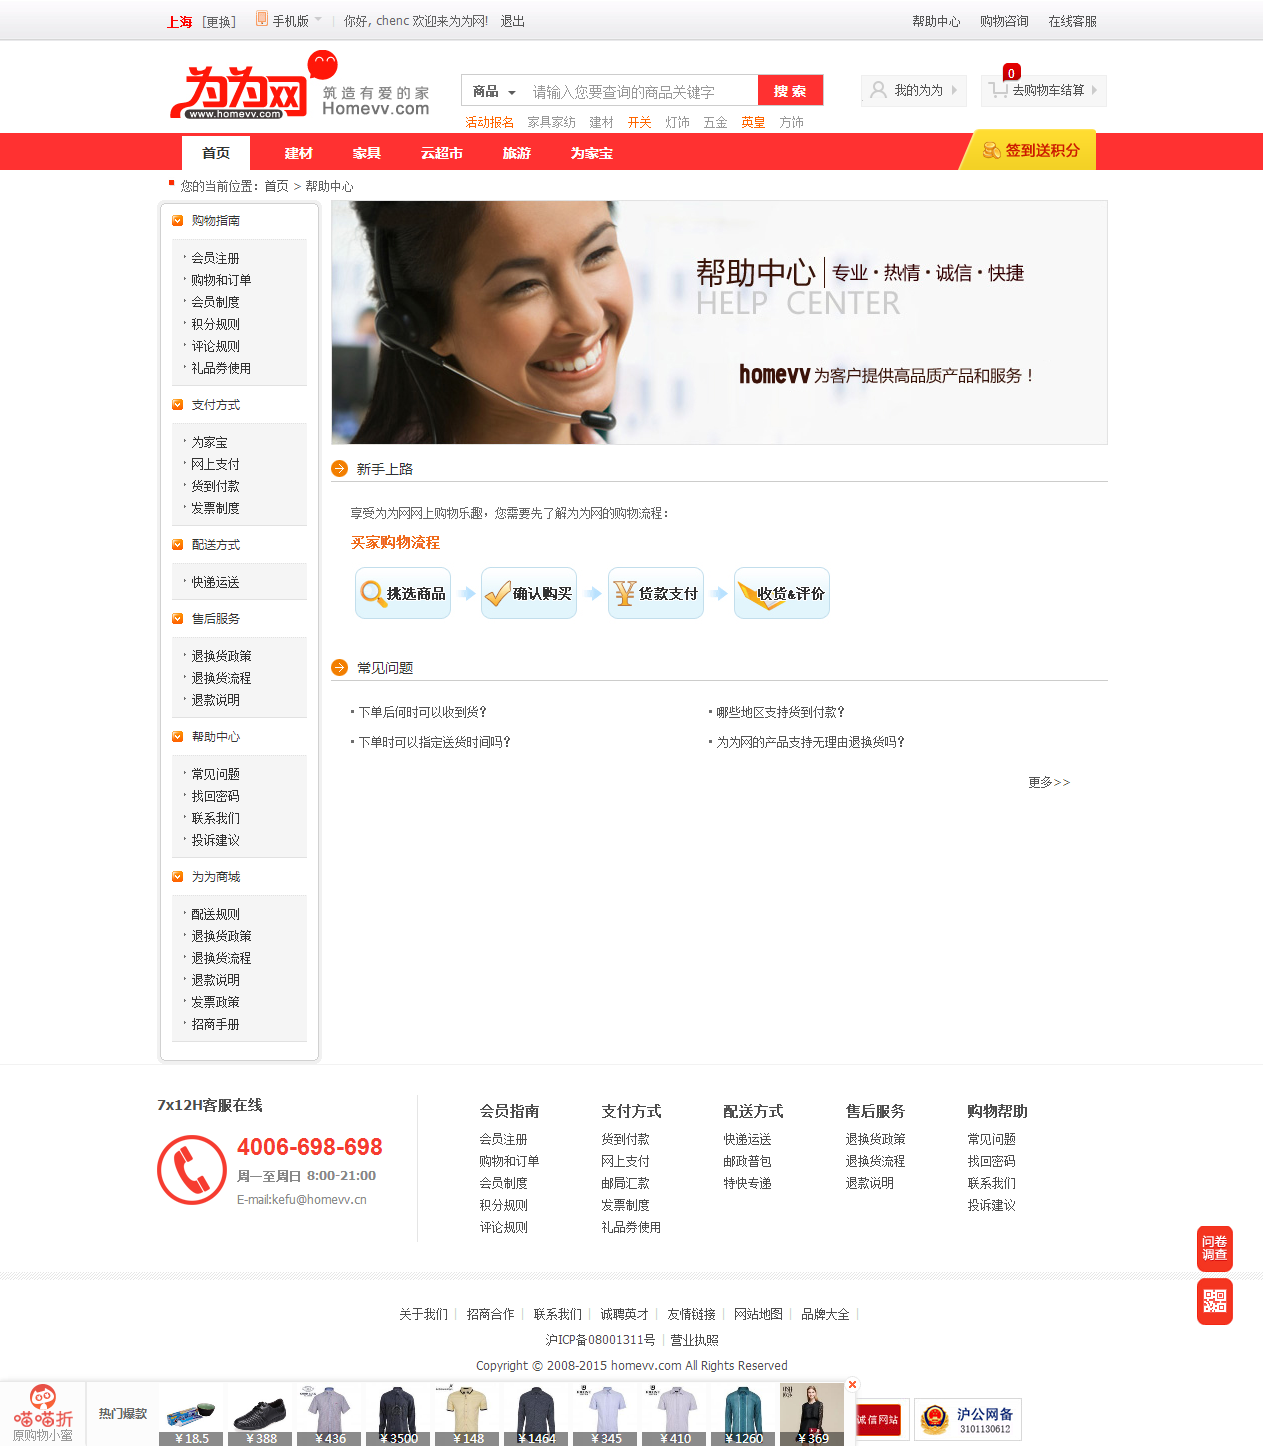 上海 [更换] 手机版 你好, chenc 欢迎来为为网! 退出 帮助中心 购物咨询 在线客服
为为网
www.homevv.com
筑造有爱的家
Homevv.com
商品 请输入您要查询的商品关键字 搜 索
我的为为
0
去购物车结算
活动报名 家具家纺 建材 开关 灯饰 五金 英皇 方饰
首页 建材 家具 云超市 旅游 为家宝 签到送积分
您的当前位置：首页 > 帮助中心
购物指南
会员注册
购物和订单
会员制度
积分规则
评论规则
礼品券使用
支付方式
为家宝
网上支付
货到付款
发票制度
配送方式
快递运送
售后服务
退换货政策
退换货流程
退款说明
帮助中心
常见问题
找回密码
联系我们
投诉建议
为为商城
配送规则
退换货政策
退换货流程
退款说明
发票政策
招商手册
帮助中心 专业·热情·诚信·快捷
HELP CENTER
homevv 为客户提供高品质产品和服务！
新手上路
享受为为网网上购物乐趣，您需要先了解为为网的购物流程：
买家购物流程
挑选商品 确认购买 货款支付 收货&评价
常见问题
下单后何时可以收到货? 哪些地区支持货到付款?
下单时可以指定送货时间吗? 为为网的产品支持无理由退换货吗?
更多>>
7x12H客服在线
4006-698-698
周一至周日 8:00-21:00
E-mail:kefu@homevv.cn
会员指南
会员注册
购物和订单
会员制度
积分规则
评论规则
支付方式
货到付款
网上支付
邮局汇款
发票制度
礼品券使用
配送方式
快递运送
邮政普包
特快专递
售后服务
退换货政策
退换货流程
退款说明
购物帮助
常见问题
找回密码
联系我们
投诉建议
问卷
调查
关于我们 招商合作 联系我们 诚聘英才 友情链接 网站地图 品牌大全
沪ICP备08001311号 营业执照
Copyright © 2008-2015 homevv.com All Rights Reserved
喵喵折
原购物小蜜
热门爆款
￥18.5 ￥388 ￥436 ￥3500 ￥148 ￥1464 ￥345 ￥410 ￥1260 ￥369
诚信网站
沪公网备
3101130612